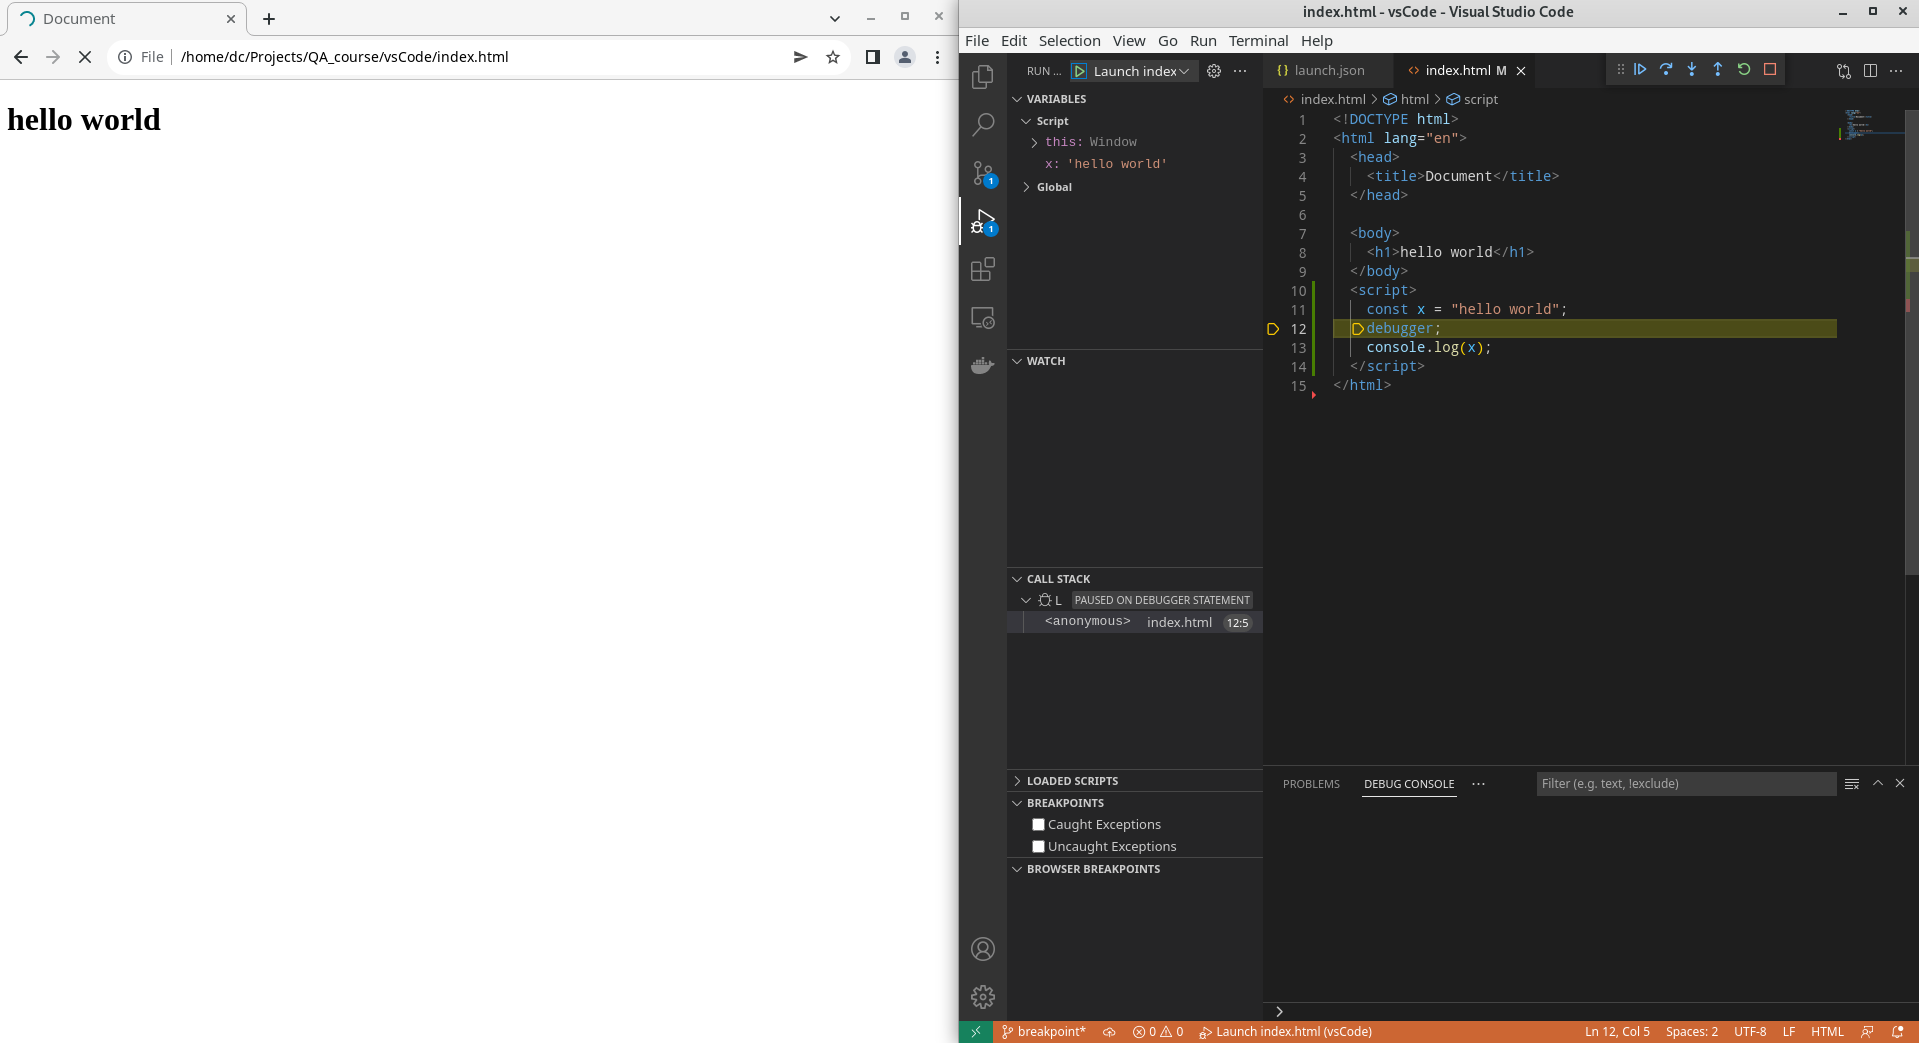 Document
File /home/dc/Projects/QA_course/vsCode/index.html
hello world
index.html - vsCode - Visual Studio Code
File Edit Selection View Go Run Terminal Help
RUN ... Launch index
VARIABLES
Script
this: Window
x: 'hello world'
Global
WATCH
CALL STACK
L PAUSED ON DEBUGGER STATEMENT
<anonymous> index.html 12:5
LOADED SCRIPTS
BREAKPOINTS
Caught Exceptions
Uncaught Exceptions
BROWSER BREAKPOINTS
1
1
{} launch.json
<> index.html M
<> index.html > html > script
1 <!DOCTYPE html>
2 <html lang="en">
3 <head>
4 <title>Document</title>
5 </head>
6
7 <body>
8 <h1>hello world</h1>
9 </body>
10 <script>
11 const x = "hello world";
12 debugger;
13 console.log(x);
14 </script>
15 </html>
PROBLEMS DEBUG CONSOLE ... Filter (e.g. text, !exclude)
>
breakpoint* 0 0 Launch index.html (vsCode) Ln 12, Col 5 Spaces: 2 UTF-8 LF HTML